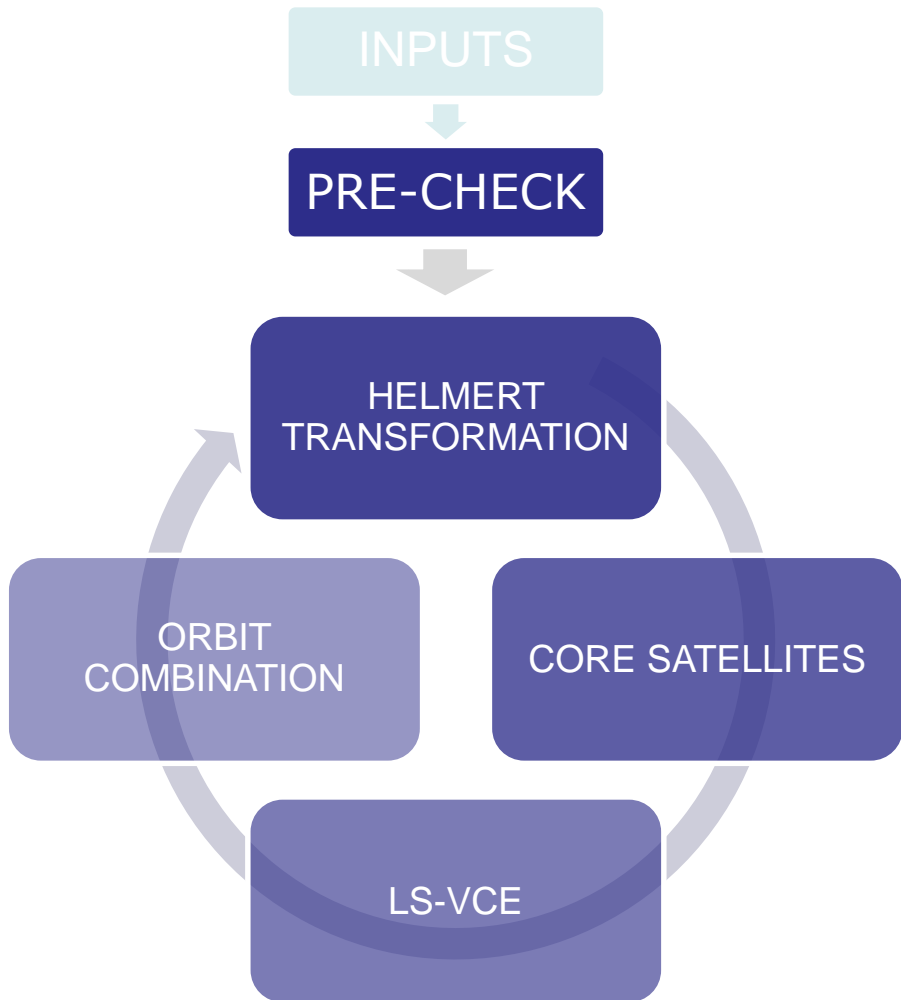 INPUTS
PRE-CHECK
HELMERT
TRANSFORMATION
ORBIT
COMBINATION
CORE SATELLITES
LS-VCE